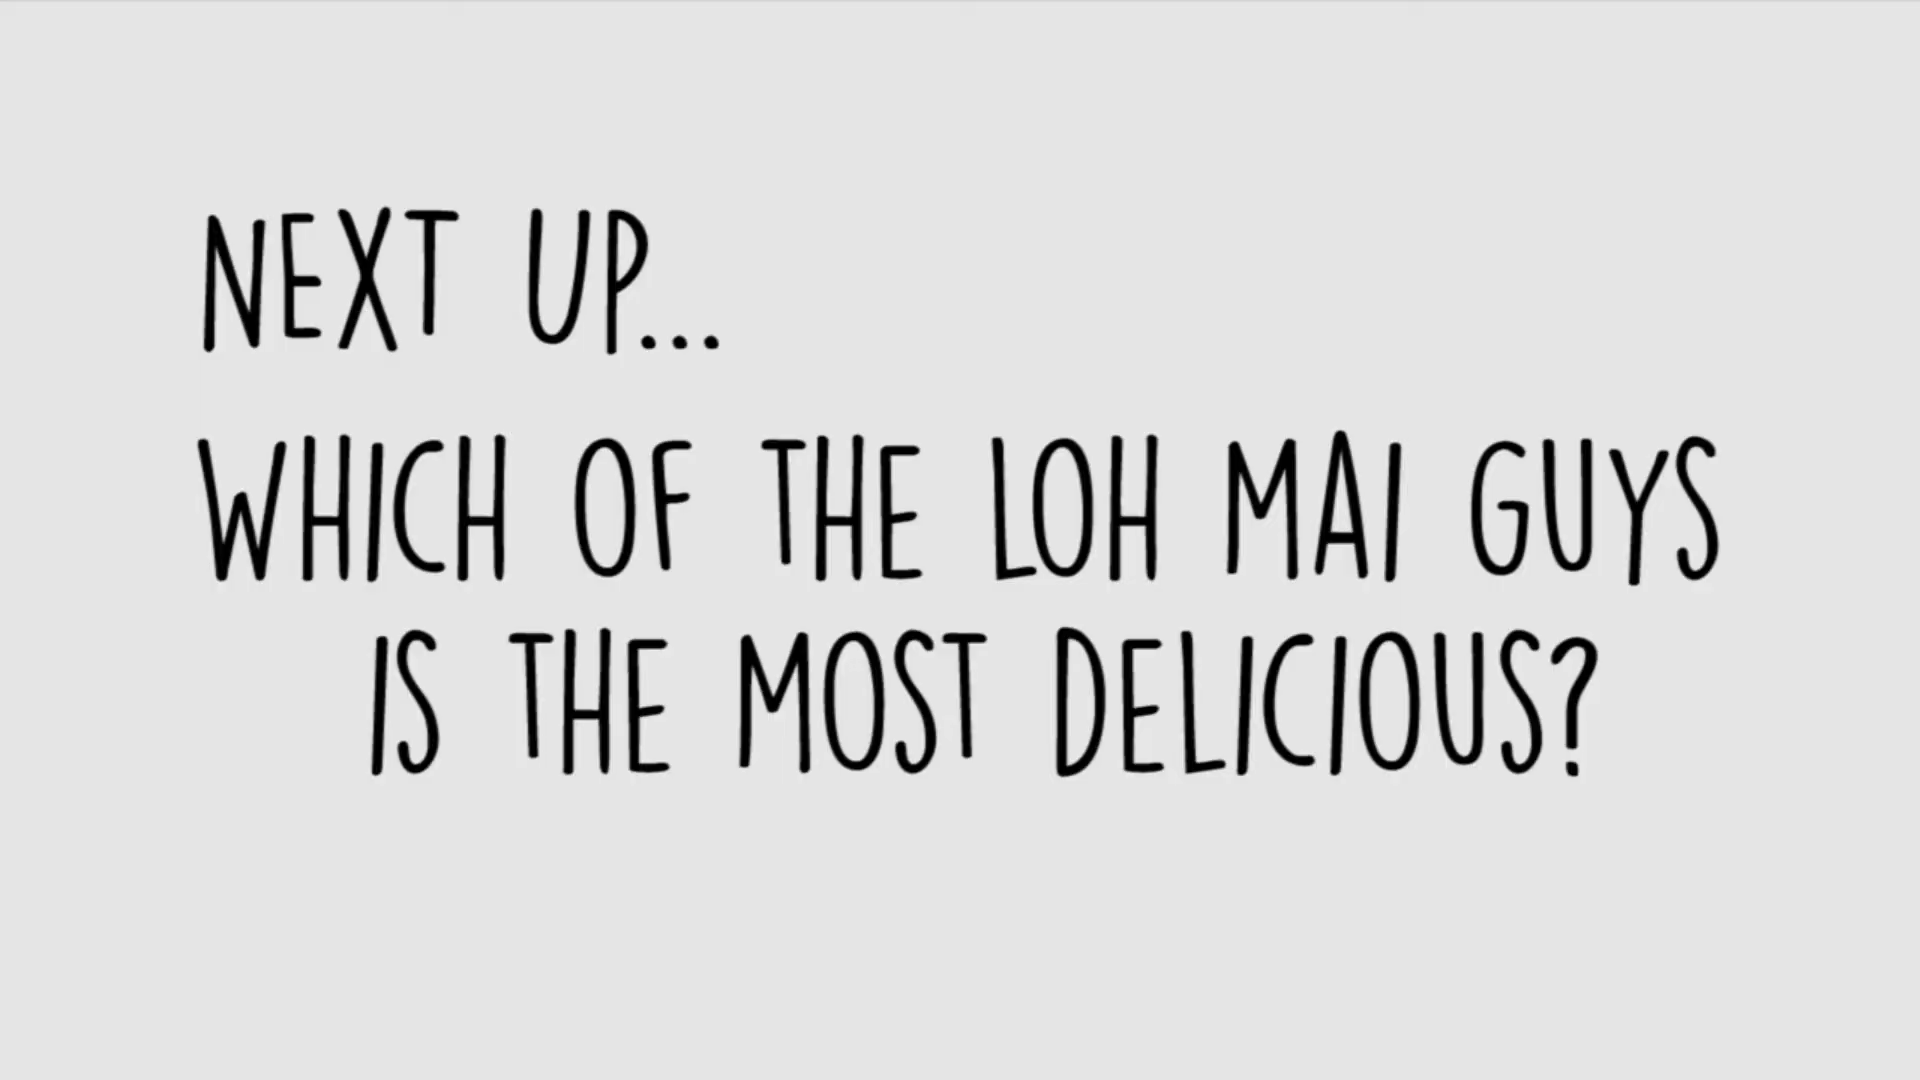 NEXT UP...
WHICH OF THE LOH MAI GUYS
IS THE MOST DELICIOUS?